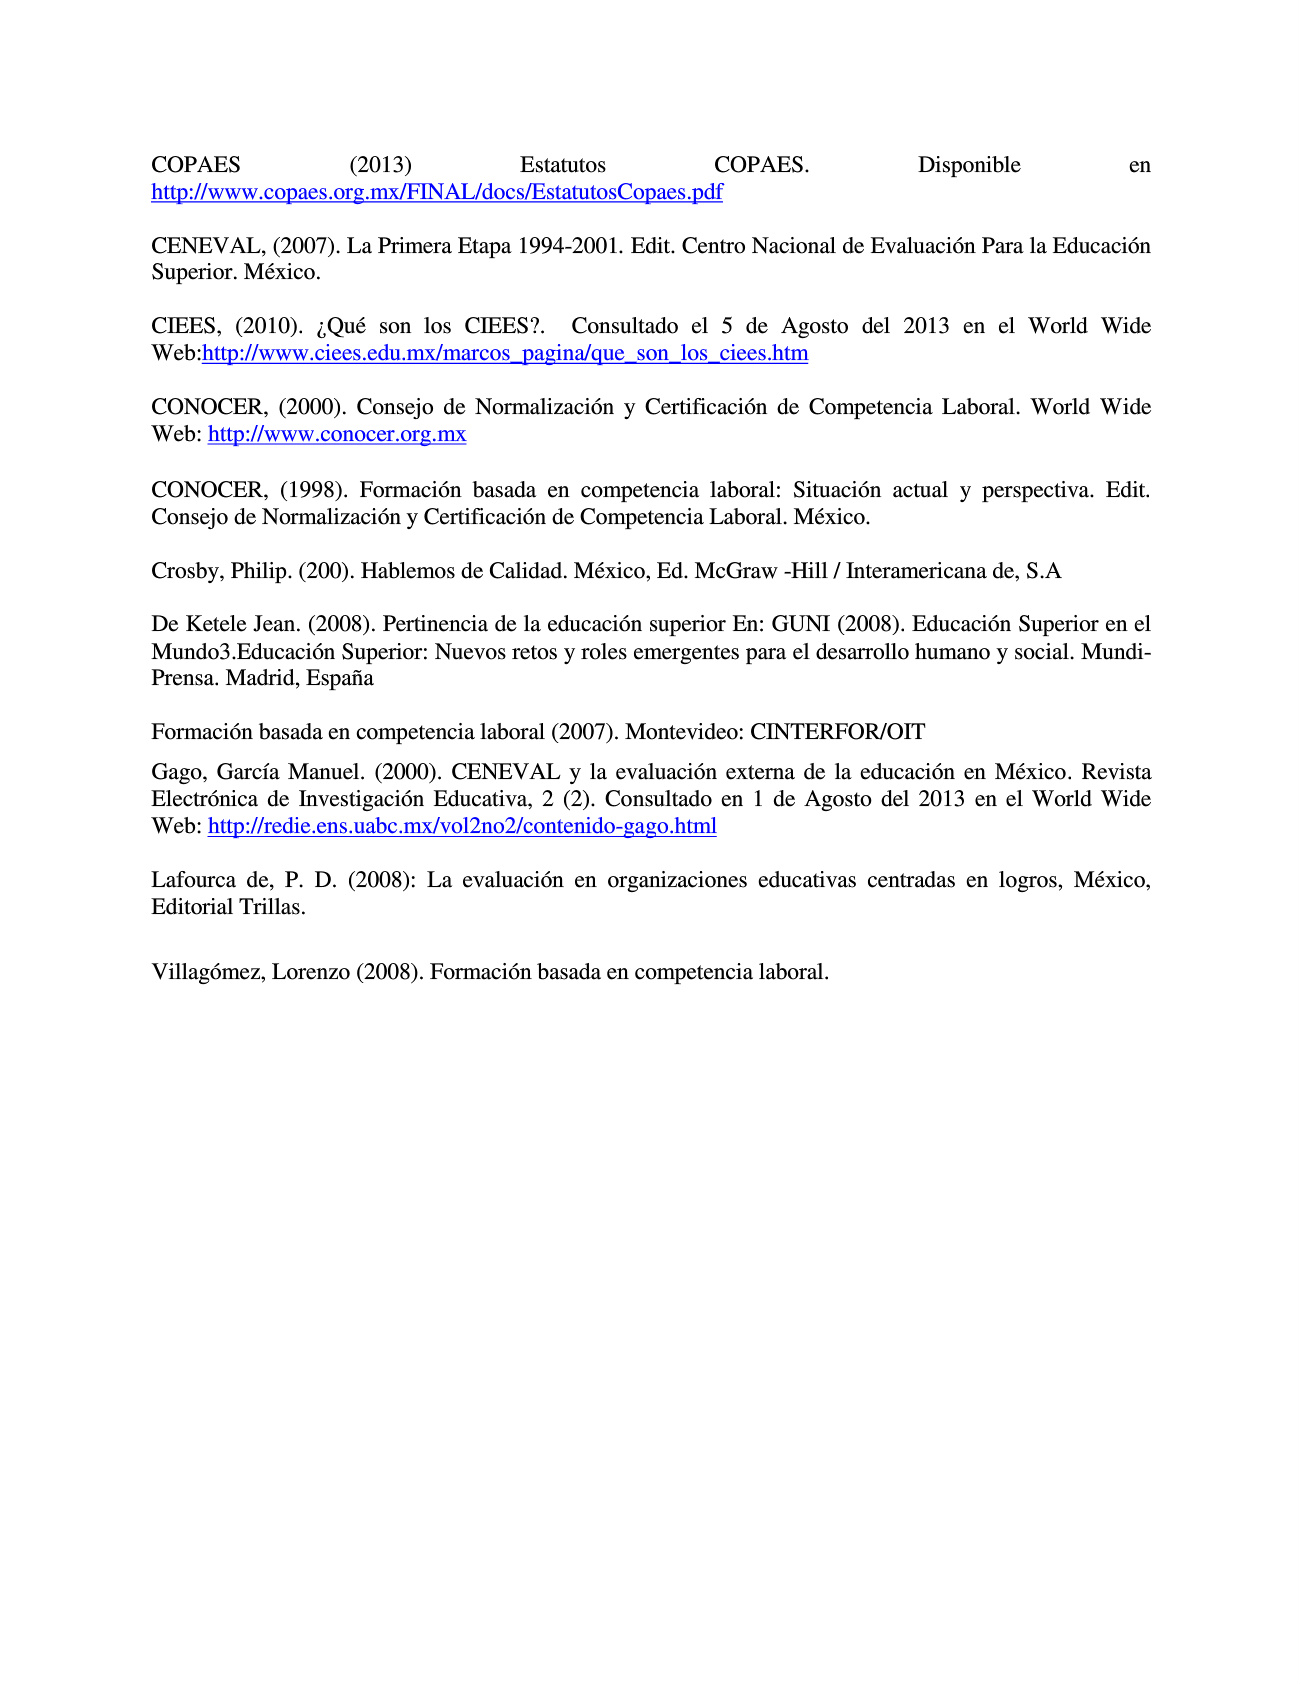 COPAES (2013) Estatutos COPAES. Disponible en
http://www.copaes.org.mx/FINAL/docs/EstatutosCopaes.pdf
CENEVAL, (2007). La Primera Etapa 1994-2001. Edit. Centro Nacional de Evaluación Para la Educación
Superior. México.
CIEES, (2010). ¿Qué son los CIEES?. Consultado el 5 de Agosto del 2013 en el World Wide
Web:http://www.ciees.edu.mx/marcos_pagina/que_son_los_ciees.htm
CONOCER, (2000). Consejo de Normalización y Certificación de Competencia Laboral. World Wide
Web: http://www.conocer.org.mx
CONOCER, (1998). Formación basada en competencia laboral: Situación actual y perspectiva. Edit.
Consejo de Normalización y Certificación de Competencia Laboral. México.
Crosby, Philip. (200). Hablemos de Calidad. México, Ed. McGraw -Hill / Interamericana de, S.A
De Ketele Jean. (2008). Pertinencia de la educación superior En: GUNI (2008). Educación Superior en el
Mundo3.Educación Superior: Nuevos retos y roles emergentes para el desarrollo humano y social. Mundi-
Prensa. Madrid, España
Formación basada en competencia laboral (2007). Montevideo: CINTERFOR/OIT
Gago, García Manuel. (2000). CENEVAL y la evaluación externa de la educación en México. Revista
Electrónica de Investigación Educativa, 2 (2). Consultado en 1 de Agosto del 2013 en el World Wide
Web: http://redie.ens.uabc.mx/vol2no2/contenido-gago.html
Lafourca de, P. D. (2008): La evaluación en organizaciones educativas centradas en logros, México,
Editorial Trillas.
Villagómez, Lorenzo (2008). Formación basada en competencia laboral.